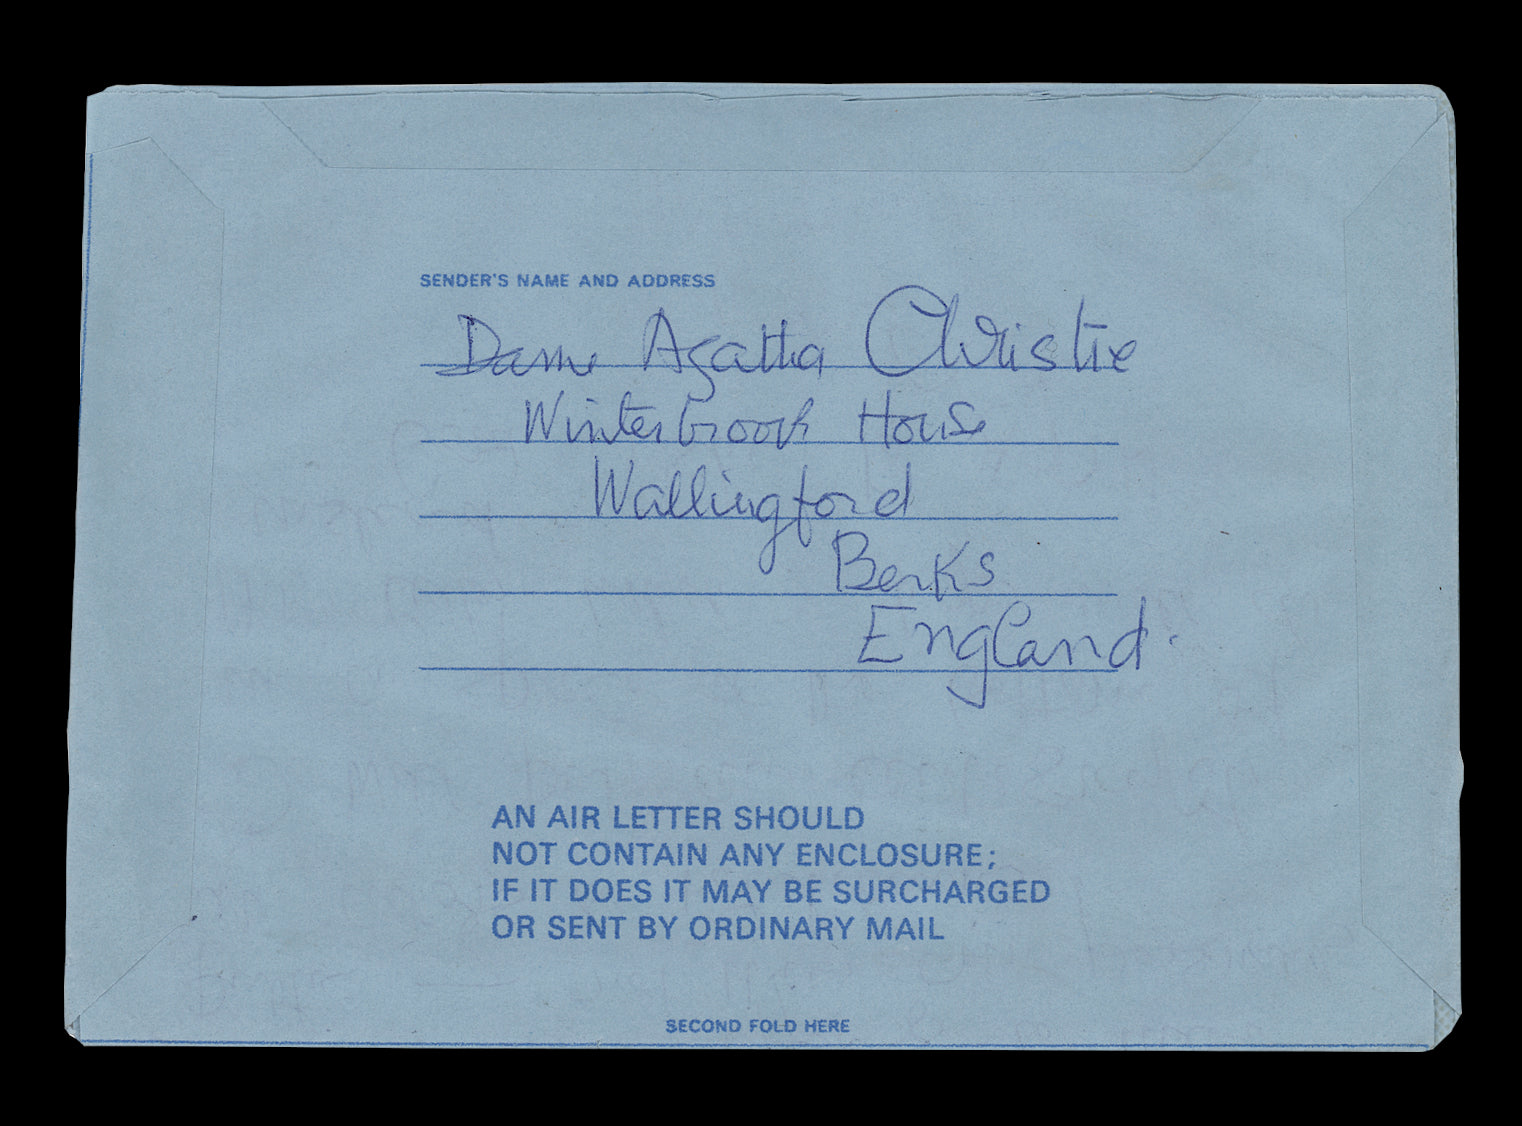 SENDER'S NAME AND ADDRESS
Dame Agatha Christie
Winterbrook House
Wallingford
Berks
England.
AN AIR LETTER SHOULD
NOT CONTAIN ANY ENCLOSURE;
IF IT DOES IT MAY BE SURCHARGED
OR SENT BY ORDINARY MAIL
SECOND FOLD HERE